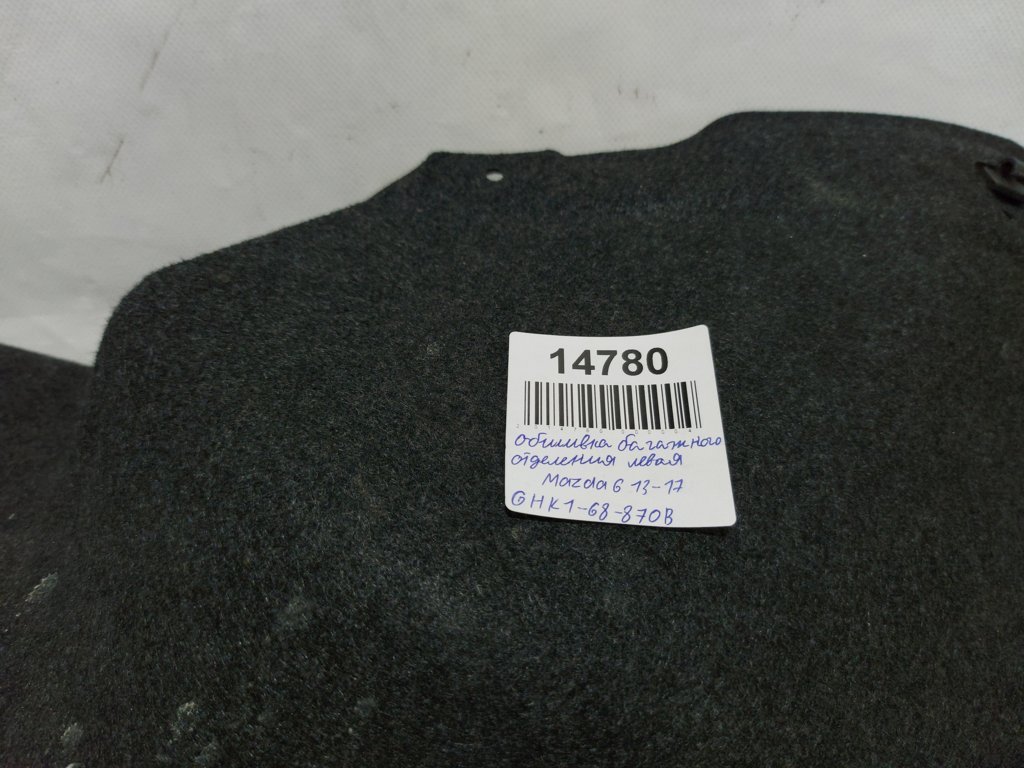 14780
обшивка багажного
отделения левая
Mazda 6 13-17
GHK1-68-870B